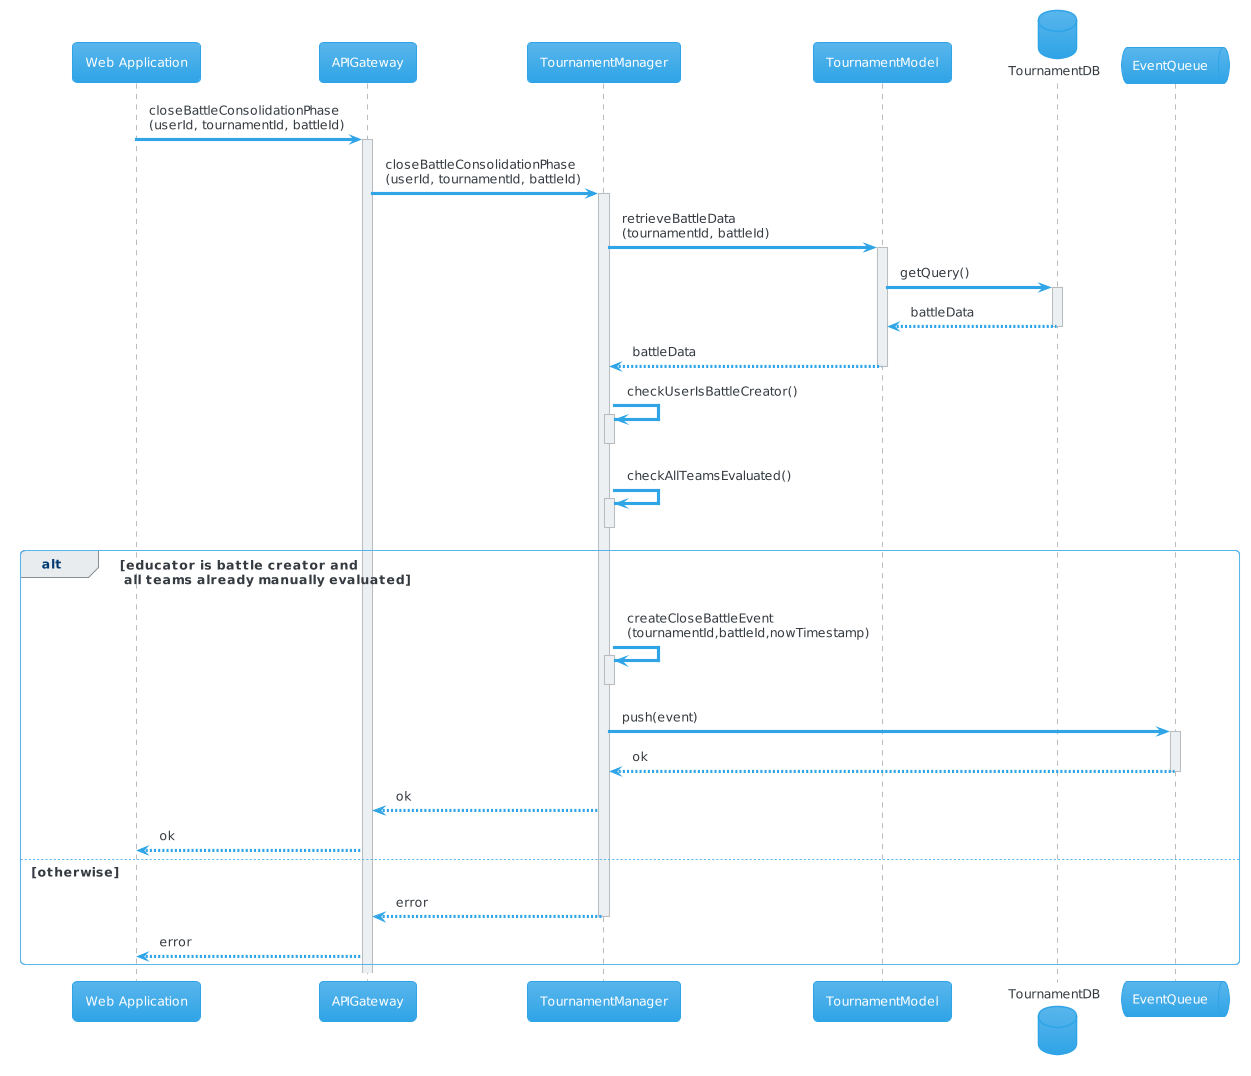 TournamentDB
Web Application
APIGateway
TournamentManager
TournamentModel
EventQueue
closeBattleConsolidationPhase
(userId, tournamentId, battleId)
closeBattleConsolidationPhase
(userId, tournamentId, battleId)
retrieveBattleData
(tournamentId, battleId)
getQuery()
battleData
battleData
checkUserIsBattleCreator()
checkAllTeamsEvaluated()
alt
[educator is battle creator and
all teams already manually evaluated]
createCloseBattleEvent
(tournamentId,battleId,nowTimestamp)
push(event)
ok
ok
ok
[otherwise]
error
error
Web Application
APIGateway
TournamentManager
TournamentModel
TournamentDB
EventQueue